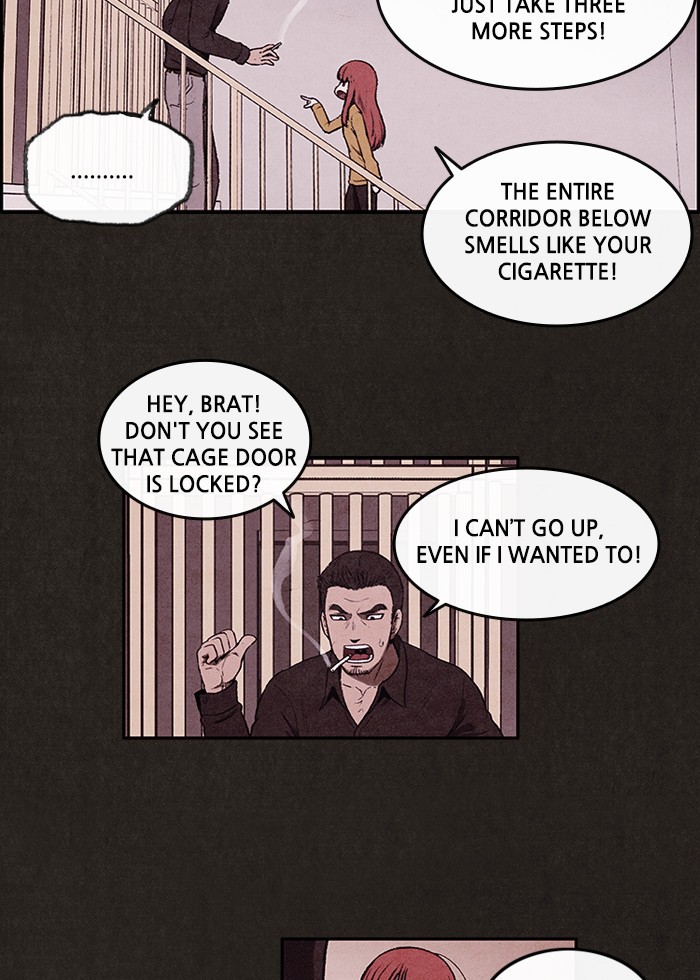 JUST TAKE THREE
MORE STEPS!
..........
THE ENTIRE
CORRIDOR BELOW
SMELLS LIKE YOUR
CIGARETTE!
HEY, BRAT!
DON'T YOU SEE
THAT CAGE DOOR
IS LOCKED?
I CAN'T GO UP,
EVEN IF I WANTED TO!